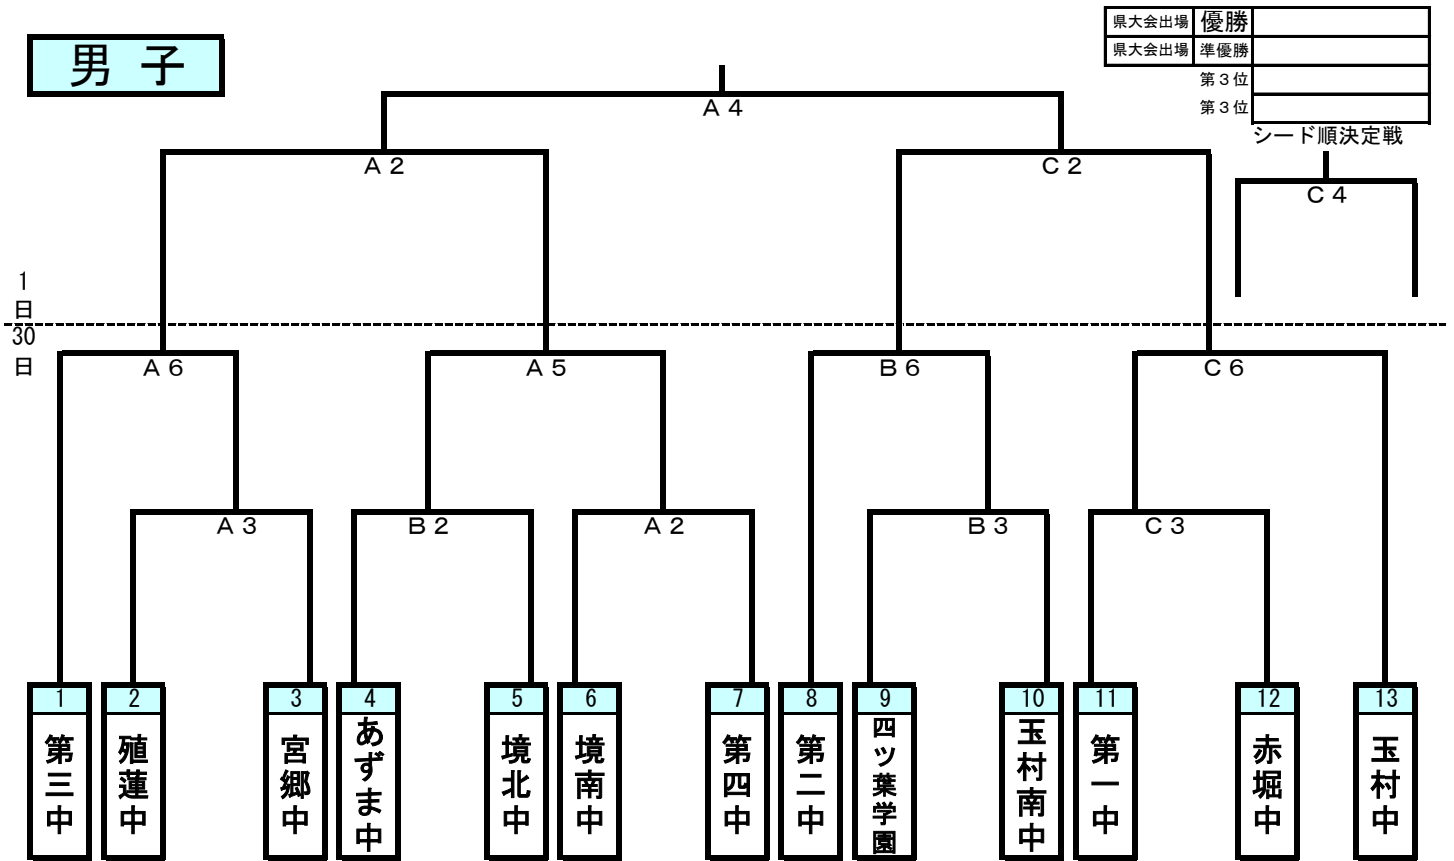 男子
県大会出場 優勝
県大会出場 準優勝
第3位
第3位
シード順決定戦
A4
A2
C2
C4
1日
30日
A6
A5
B6
C6
A3
B2
A2
B3
C3
1
2
3
4
5
6
7
8
9
10
11
12
13
第三中
殖蓮中
宮郷中
あずま中
境北中
境南中
第四中
第二中
四ツ葉学園
玉村南中
第一中
赤堀中
玉村中